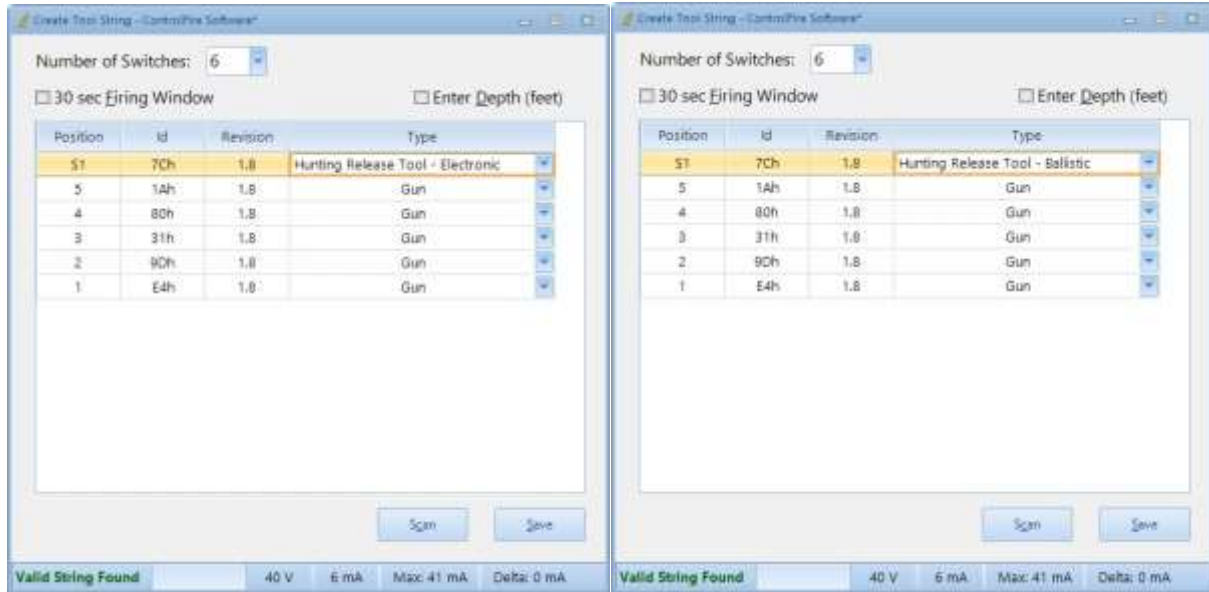 Create Tool String - ControlFire Software*
Number of Switches: 6
30 sec Firing Window Enter Depth (feet)
Position Id Revision Type
S1 7Ch 1.8 Hunting Release Tool - Electronic
5 1Ah 1.8 Gun
4 80h 1.8 Gun
3 31h 1.8 Gun
2 9Dh 1.8 Gun
1 E4h 1.8 Gun
Scan Save
Valid String Found 40 V 6 mA Max: 41 mA Delta: 0 mA
Create Tool String - ControlFire Software*
Number of Switches: 6
30 sec Firing Window Enter Depth (feet)
Position Id Revision Type
S1 7Ch 1.8 Hunting Release Tool - Ballistic
5 1Ah 1.8 Gun
4 80h 1.8 Gun
3 31h 1.8 Gun
2 9Dh 1.8 Gun
1 E4h 1.8 Gun
Scan Save
Valid String Found 40 V 6 mA Max: 41 mA Delta: 0 mA